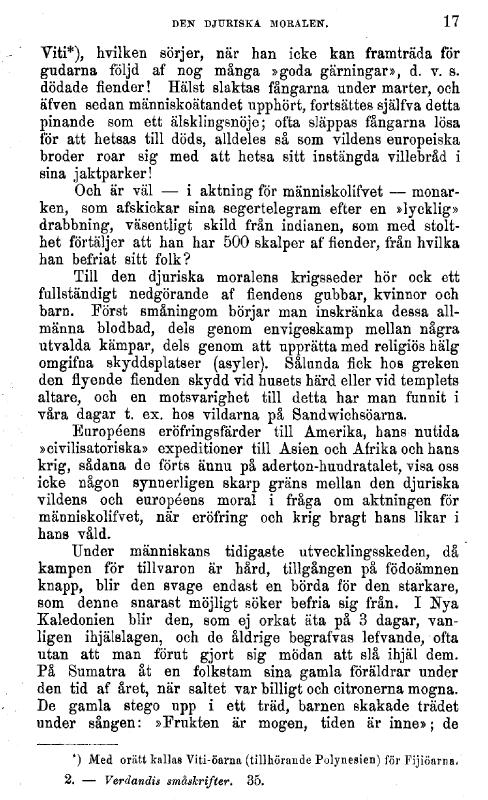 DEN DJURISKA MORALEN. 17
Viti*), hvilken sörjer, när han icke kan framträda för
gudarna följd af nog många »goda gärningar», d. v. s.
dödade fiender! Hälst slaktas fångarna under marter, och
äfven sedan människoätandet upphört, fortsättes själfva detta
pinande som ett älsklingsnöje; ofta släppas fångarna lösa
för att hetsas till döds, alldeles så som vildens europeiska
broder roar sig med att hetsa sitt instängda villebråd i
sina jaktparker!
Och är väl — i aktning för människolifvet — monar-
ken, som afskickar sina segertelegram efter en »lycklig»
drabbning, väsentligt skild från indianen, som med stolt-
het förtäljer att han har 500 skalper af fiender, från hvilka
han befriat sitt folk?
Till den djuriska moralens krigsseder hör ock ett
fullständigt nedgörande af fiendens gubbar, kvinnor och
barn. Först småningom börjar man inskränka dessa all-
männa blodbad, dels genom envigeskamp mellan några
utvalda kämpar, dels genom att upprätta med religiös hälg
omgifna skyddsplatser (asyler). Sålunda fick hos greken
den flyende fienden skydd vid husets härd eller vid templets
altare, och en motsvarighet till detta har man funnit i
våra dagar t. ex. hos vildarna på Sandwichsöarna.
Européens eröfringsfärder till Amerika, hans nutida
»civilisatoriska» expeditioner till Asien och Afrika och hans
krig, sådana de förts ännu på aderton-hundratalet, visa oss
icke någon synnerligen skarp gräns mellan den djuriska
vildens och européens moral i fråga om aktningen för
människolifvet, när eröfring och krig bragt hans likar i
hans våld.
Under människans tidigaste utvecklingsskeden, då
kampen för tillvaron är hård, tillgången på födoämnen
knapp, blir den svage endast en börda för den starkare,
som denne snarast möjligt söker befria sig från. I Nya
Kaledonien blir den, som ej orkat äta på 3 dagar, van-
ligen ihjälslagen, och de åldrige begrafvas lefvande, ofta
utan att man förut gjort sig mödan att slå ihjäl dem.
På Sumatra åt en folkstam sina gamla föräldrar under
den tid af året, när saltet var billigt och citronerna mogna.
De gamla stego upp i ett träd, barnen skakade trädet
under sången: »Frukten är mogen, tiden är inne»; de
*) Med orätt kallas Viti-öarna (tillhörande Polynesien) för Fijiöarna.
2. — Verdandis småskrifter. 35.